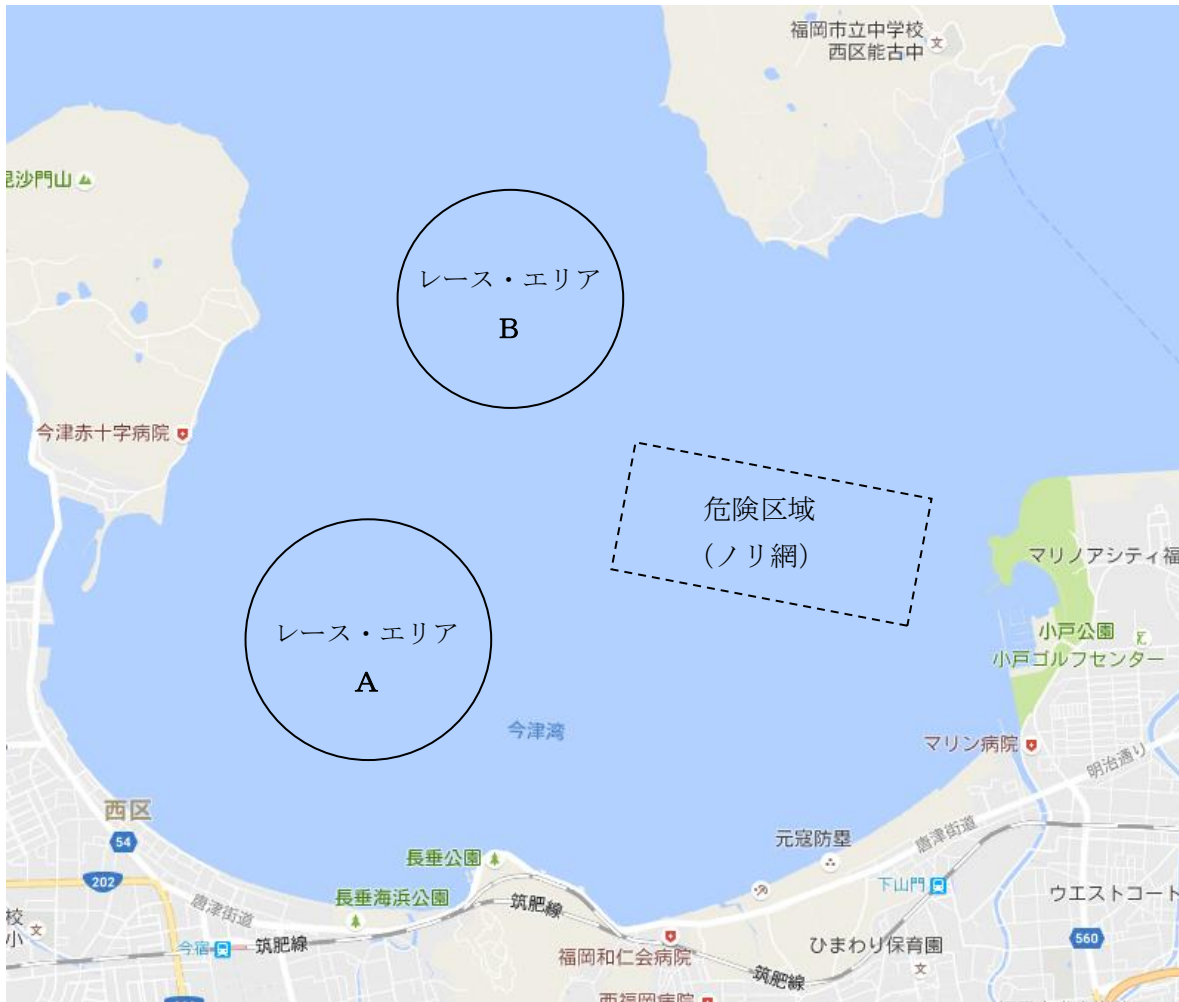 福岡市立中学校
西区能古中
毘沙門山
レース・エリア
B
今津赤十字病院
危険区域
(ノリ網)
マリノアシティ福
レース・エリア
A
小戸公園
小戸ゴルフセンター
今津湾
マリン病院
明治通り
西区
54
元寇防塁
唐津街道
長垂公園
202
下山門
長垂海浜公園
ウエストコート
唐津街道
筑肥線
校
小
今宿
筑肥線
560
福岡和仁会病院
ひまわり保育園
筑肥線
西福岡病院